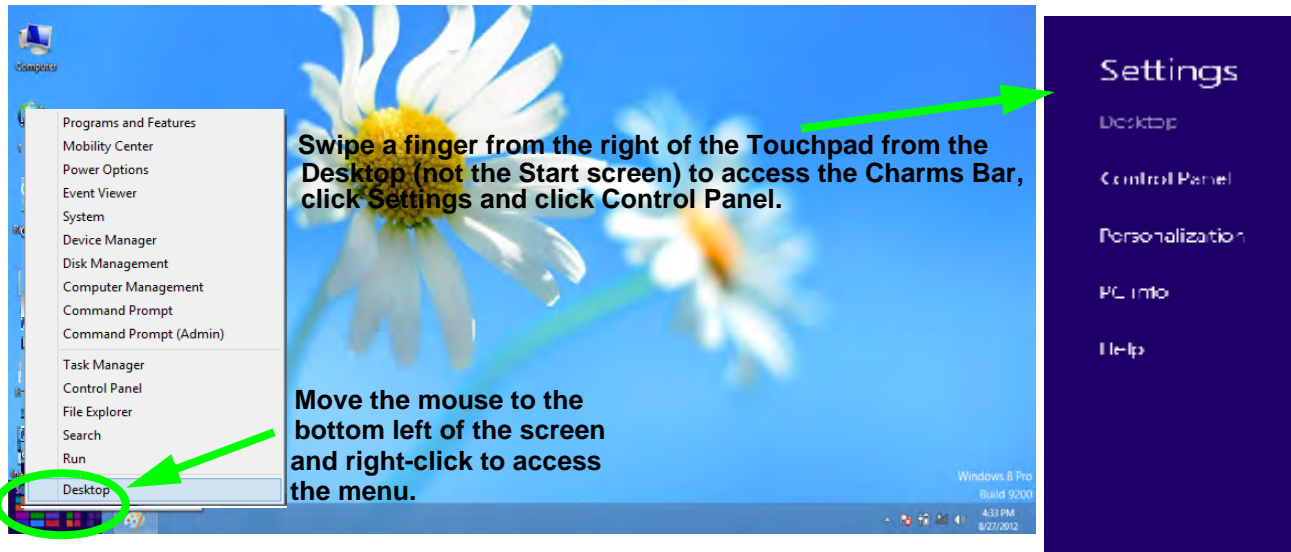 Computer
Programs and Features
Mobility Center
Power Options
Event Viewer
System
Device Manager
Disk Management
Computer Management
Command Prompt
Command Prompt (Admin)
Task Manager
Control Panel
File Explorer
Search
Run
Desktop
Swipe a finger from the right of the Touchpad from the
Desktop (not the Start screen) to access the Charms Bar,
click Settings and click Control Panel.
Move the mouse to the
bottom left of the screen
and right-click to access
the menu.
Windows 8 Pro
Build 9200
4:33 PM
8/27/2012
Settings
Desktop
Control Panel
Personalization
PC info
Help